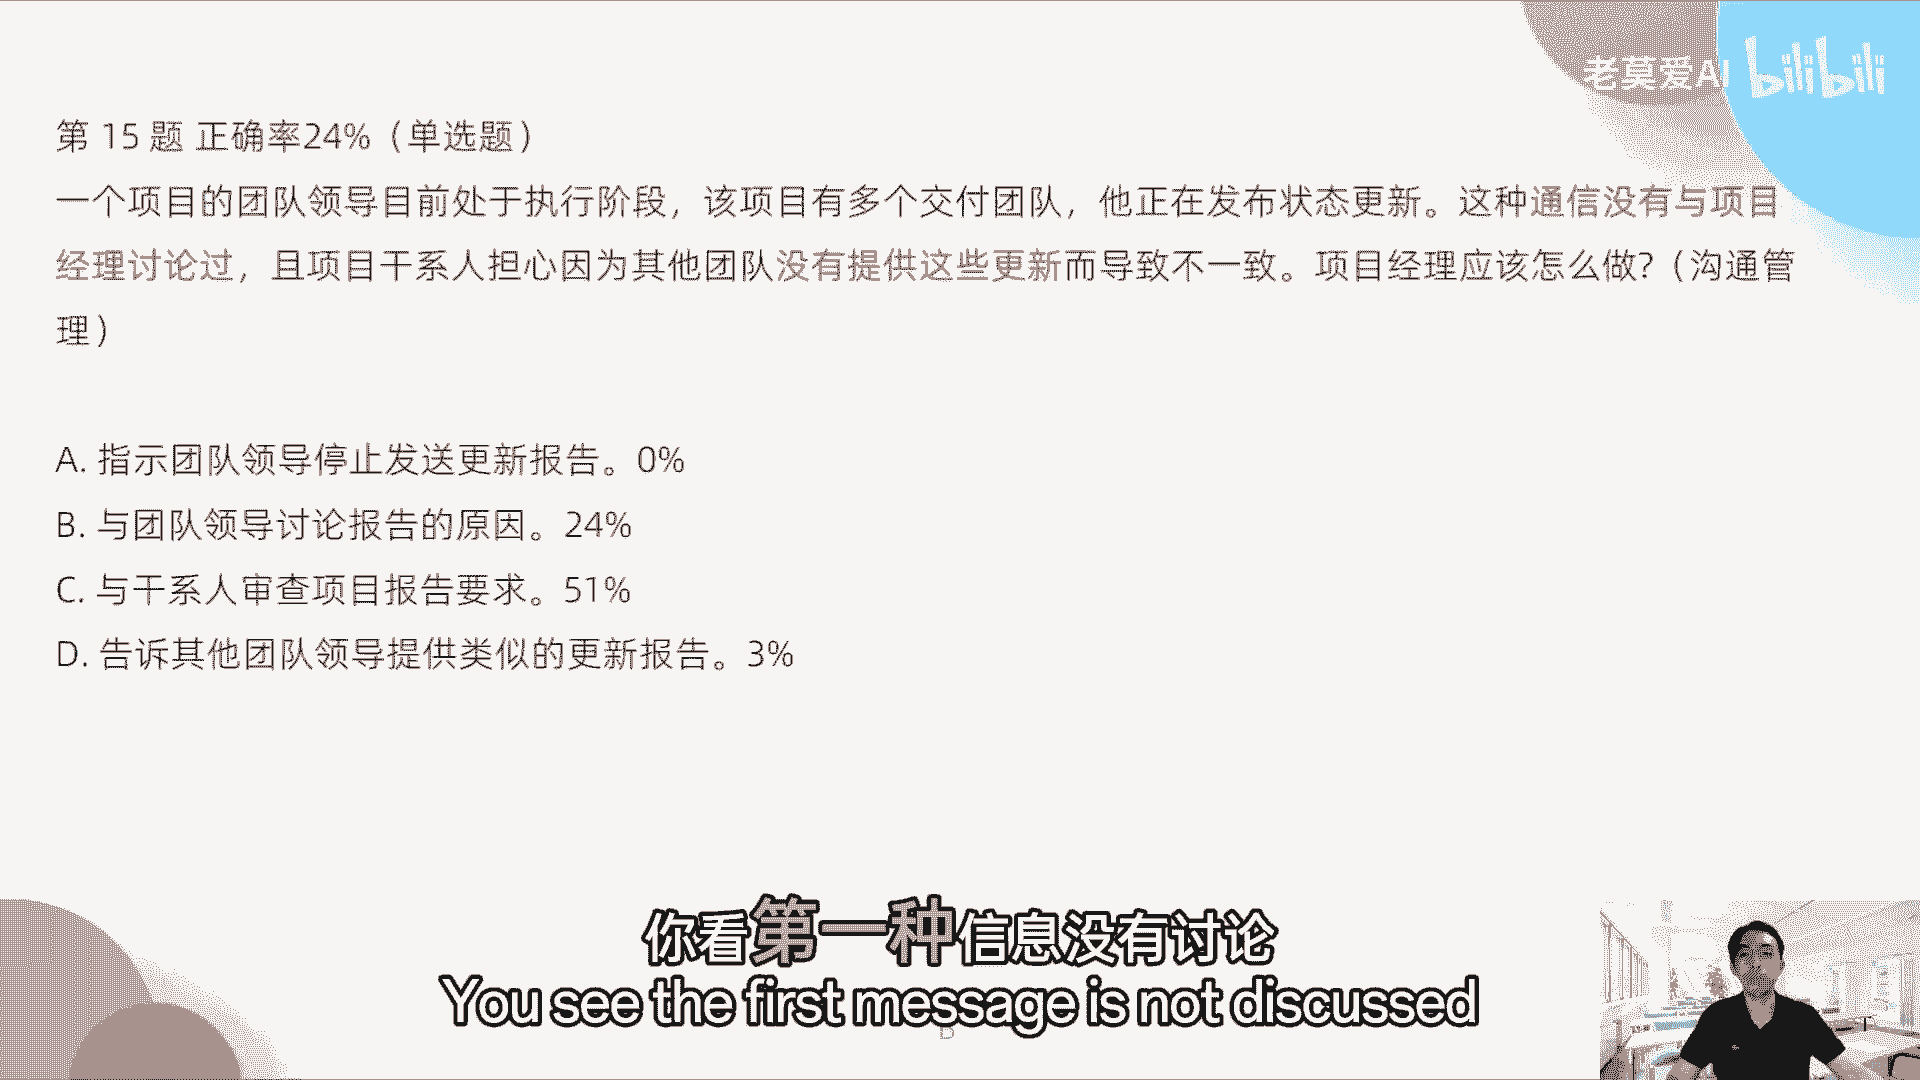 老莫爱AI bilibili
第 15 题 正确率24%（单选题）
一个项目的团队领导目前处于执行阶段，该项目有多个交付团队，他正在发布状态更新。这种通信没有与项目
经理讨论过，且项目干系人担心因为其他团队没有提供这些更新而导致不一致。项目经理应该怎么做?（沟通管
理）
A. 指示团队领导停止发送更新报告。0%
B. 与团队领导讨论报告的原因。24%
C. 与干系人审查项目报告要求。51%
D. 告诉其他团队领导提供类似的更新报告。3%
你看第一种信息没有讨论
You see the first message is not discussed
B